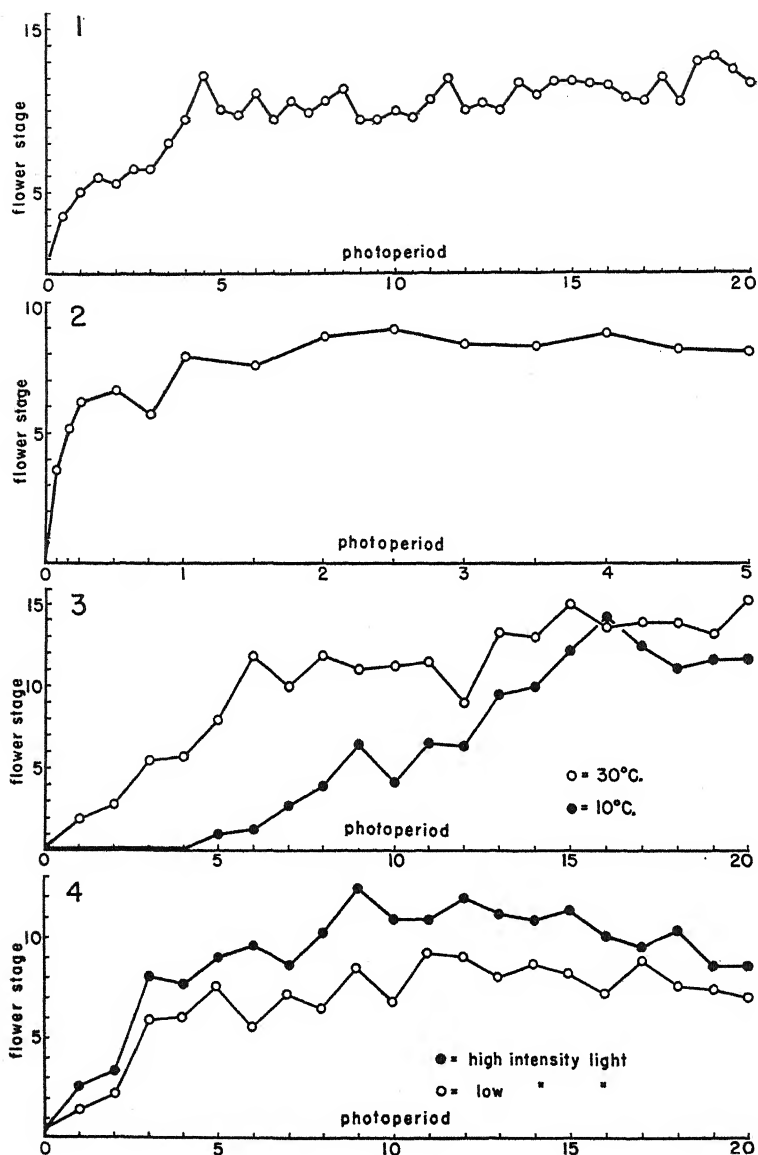 1
15
5
flower stage
photoperiod
0 5 10 15 20
2
10
5
flower stage
photoperiod
0 1 2 3 4 5
3
15
10
5
flower stage
○ = 30°C.
● = 10°C.
photoperiod
0 5 10 15 20
4
10
5
flower stage
● = high intensity light
○ = low " "
photoperiod
0 5 10 15 20